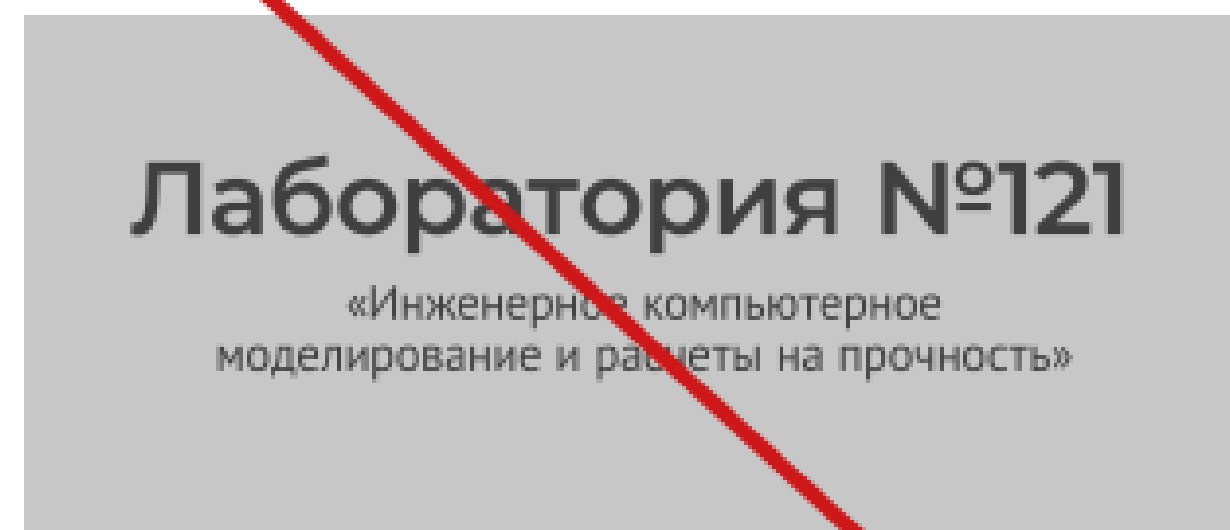 Лаборатория №121
«Инженерное компьютерное
моделирование и расчеты на прочность»